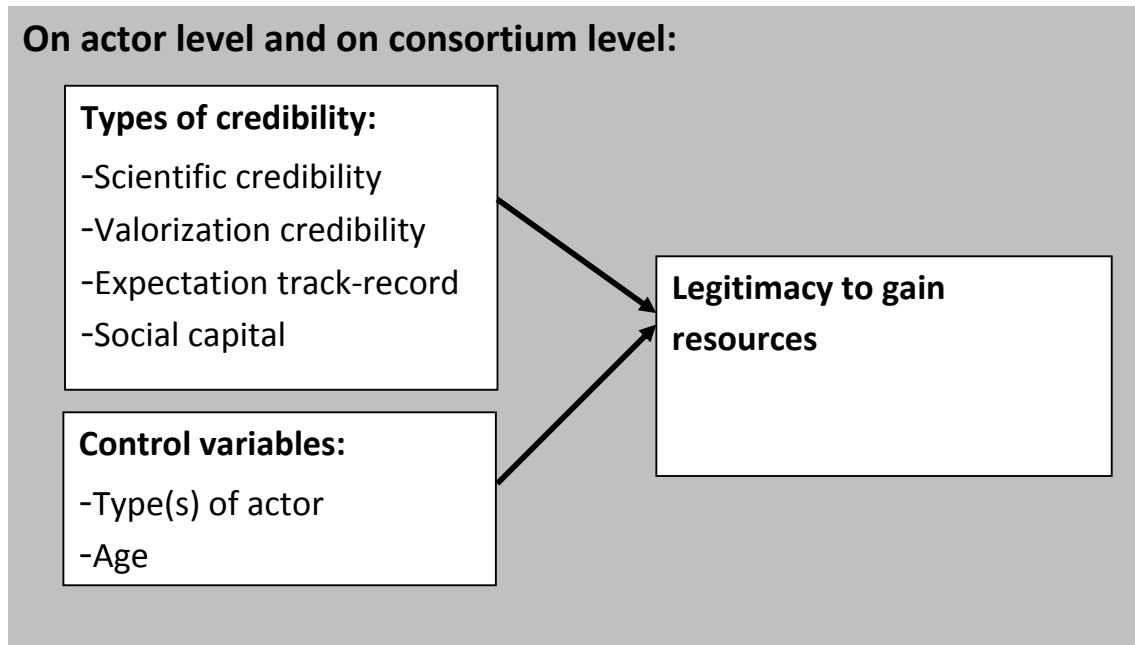 On actor level and on consortium level:
Types of credibility:
-Scientific credibility
-Valorization credibility
-Expectation track-record
-Social capital
Legitimacy to gain
resources
Control variables:
-Type(s) of actor
-Age